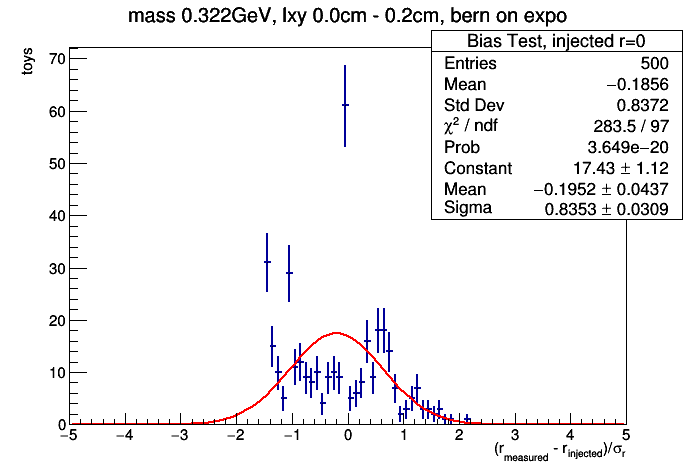 mass 0.322GeV, lxy 0.0cm - 0.2cm, bern on expo
toys
Bias Test, injected r=0
Entries 500
Mean −0.1856
Std Dev 0.8372
χ² / ndf 283.5 / 97
Prob 3.649e−20
Constant 17.43 ± 1.12
Mean −0.1952 ± 0.0437
Sigma 0.8353 ± 0.0309
70
60
50
40
30
20
10
0
−5 −4 −3 −2 −1 0 1 2 3 4 5
(r_measured - r_injected)/σ_r